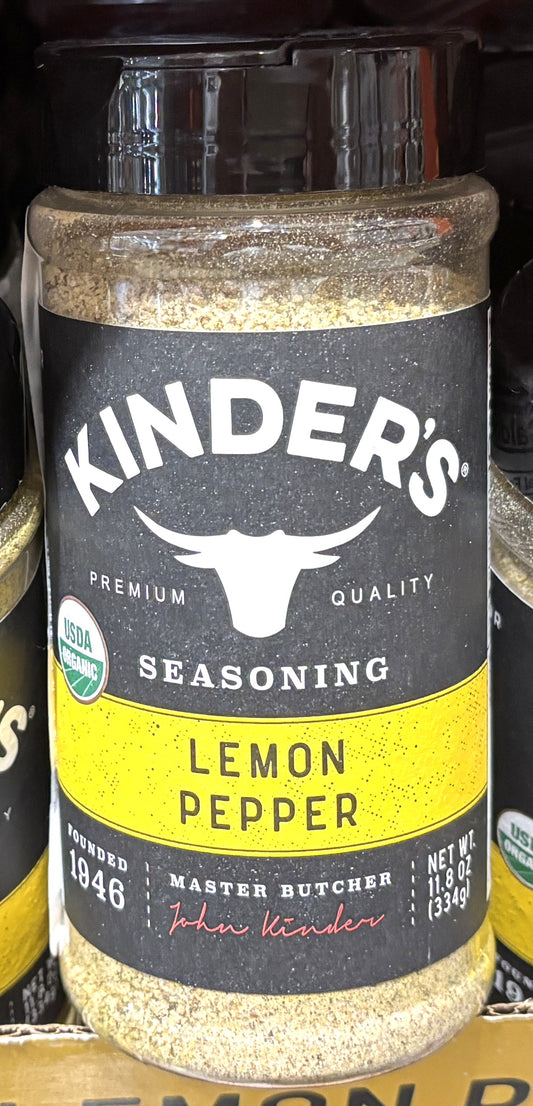 KINDER'S®
PREMIUM QUALITY
USDA
ORGANIC
SEASONING
LEMON
PEPPER
FOUNDED
1946
MASTER BUTCHER
John Kinder
NET WT.
11.8 OZ
(334g)
LEMON P